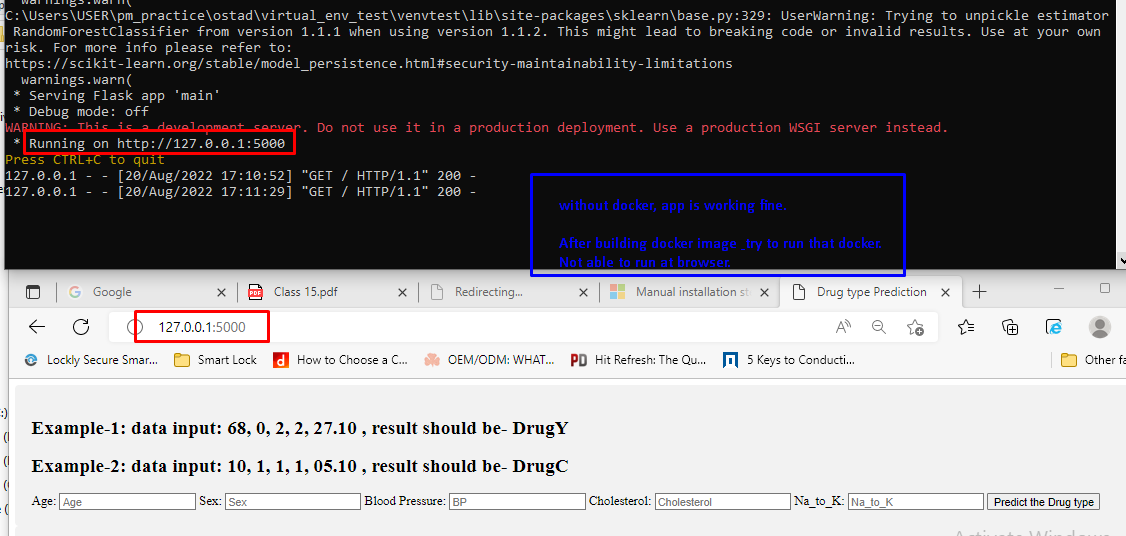 warnings.warn(
C:\Users\USER\pm_practice\ostad\virtual_env_test\venvtest\lib\site-packages\sklearn\base.py:329: UserWarning: Trying to unpickle estimator
RandomForestClassifier from version 1.1.1 when using version 1.1.2. This might lead to breaking code or invalid results. Use at your own
risk. For more info please refer to:
https://scikit-learn.org/stable/model_persistence.html#security-maintainability-limitations
warnings.warn(
* Serving Flask app 'main'
* Debug mode: off
WARNING: This is a development server. Do not use it in a production deployment. Use a production WSGI server instead.
* Running on http://127.0.0.1:5000
Press CTRL+C to quit
127.0.0.1 - - [20/Aug/2022 17:10:52] "GET / HTTP/1.1" 200 -
127.0.0.1 - - [20/Aug/2022 17:11:29] "GET / HTTP/1.1" 200 -
without docker, app is working fine.
After building docker image try to run that docker.
Not able to run at browser
Google Class 15.pdf Redirecting... Manual installation st Drug type Prediction
127.0.0.1:5000
Lockly Secure Smar... Smart Lock How to Choose a C... OEM/ODM: WHAT... Hit Refresh: The Qu... 5 Keys to Conducti... Other fa
Example-1: data input: 68, 0, 2, 2, 27.10 , result should be- DrugY
Example-2: data input: 10, 1, 1, 1, 05.10 , result should be- DrugC
Age: Age Sex: Sex Blood Pressure: BP Cholesterol: Cholesterol Na_to_K: Na_to_K Predict the Drug type
Activate Windows